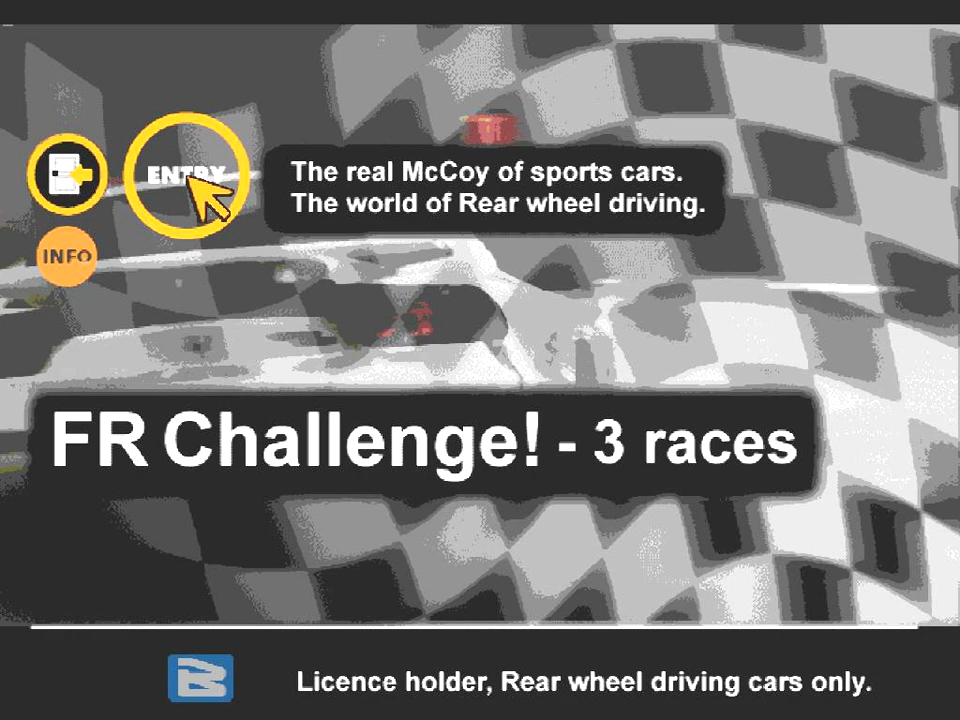 ENTRY
The real McCoy of sports cars.
The world of Rear wheel driving.
INFO
FR Challenge! - 3 races
B Licence holder, Rear wheel driving cars only.